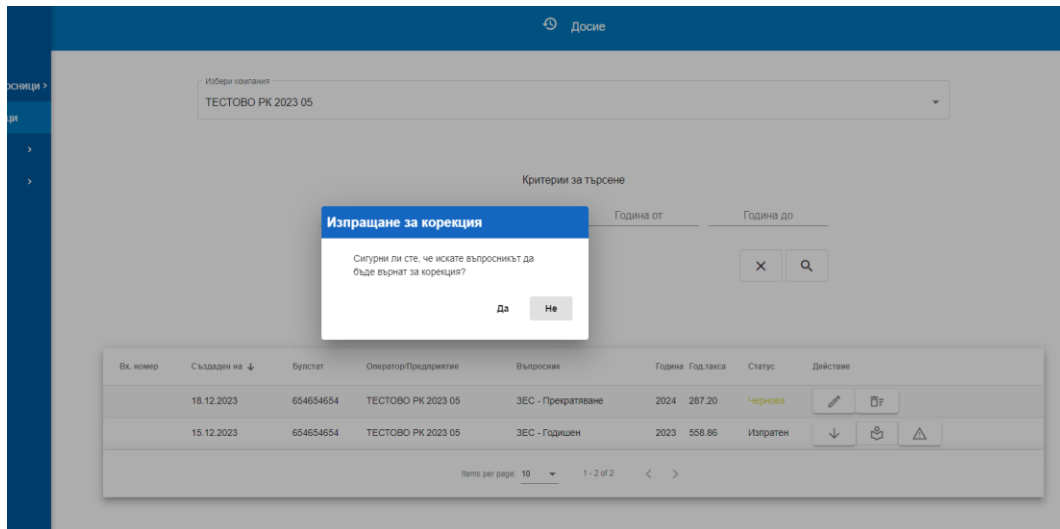 Досие
осници >
ци
Избери компания
ТЕСТОВО РК 2023 05
Критерии за търсене
Година от
Година до
Изпращане за корекция
Сигурни ли сте, че искате въпросникът да
бъде върнат за корекция?
Да Не
Вх. номер Създаден на Булстат Оператор/Предприятие Въпросник Година Год.такса Статус Действие
18.12.2023 654654654 ТЕСТОВО РК 2023 05 ЗЕС - Прекратяване 2024 287.20 Чернова
15.12.2023 654654654 ТЕСТОВО РК 2023 05 ЗЕС - Годишен 2023 558.86 Изпратен
Items per page: 10 1 - 2 of 2